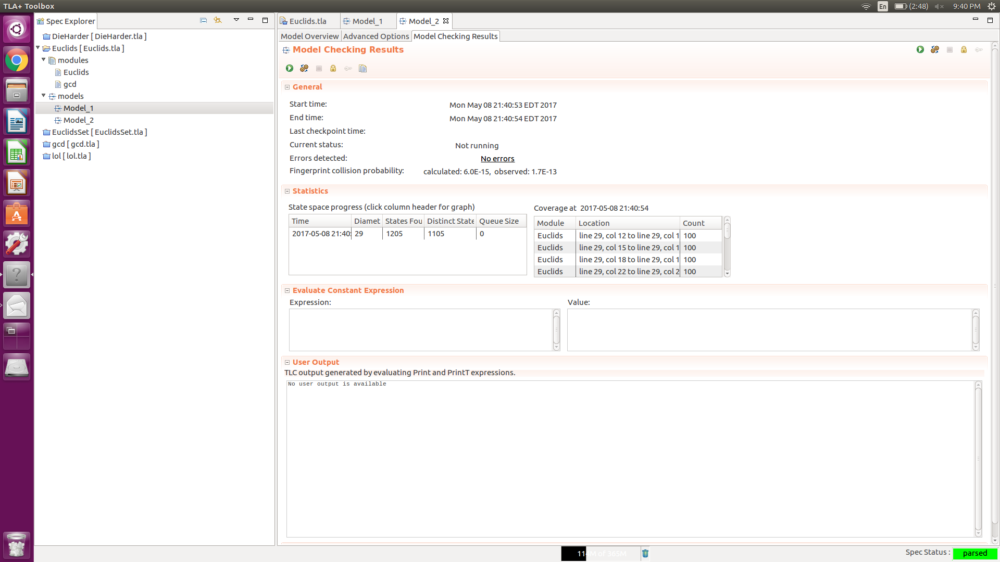 TLA+ Toolbox
En
(2:48)
9:40 PM
Spec Explorer
DieHarder [ DieHarder.tla ]
Euclids [ Euclids.tla ]
modules
Euclids
gcd
models
Model_1
Model_2
EuclidsSet [ EuclidsSet.tla ]
gcd [ gcd.tla ]
lol [ lol.tla ]
Euclids.tla
Model_1
Model_2
Model Overview
Advanced Options
Model Checking Results
Model Checking Results
General
Start time: Mon May 08 21:40:53 EDT 2017
End time: Mon May 08 21:40:54 EDT 2017
Last checkpoint time:
Current status: Not running
Errors detected: No errors
Fingerprint collision probability: calculated: 6.0E-15, observed: 1.7E-13
Statistics
State space progress (click column header for graph)
Time Diamet States Fou Distinct State Queue Size
2017-05-08 21:40: 29 1205 1105 0
Coverage at 2017-05-08 21:40:54
Module Location Count
Euclids line 29, col 12 to line 29, col 1 100
Euclids line 29, col 15 to line 29, col 1 100
Euclids line 29, col 18 to line 29, col 1 100
Euclids line 29, col 22 to line 29, col 2 100
Evaluate Constant Expression
Expression:
Value:
User Output
TLC output generated by evaluating Print and PrintT expressions.
No user output is available
114M of 365M
Spec Status : parsed